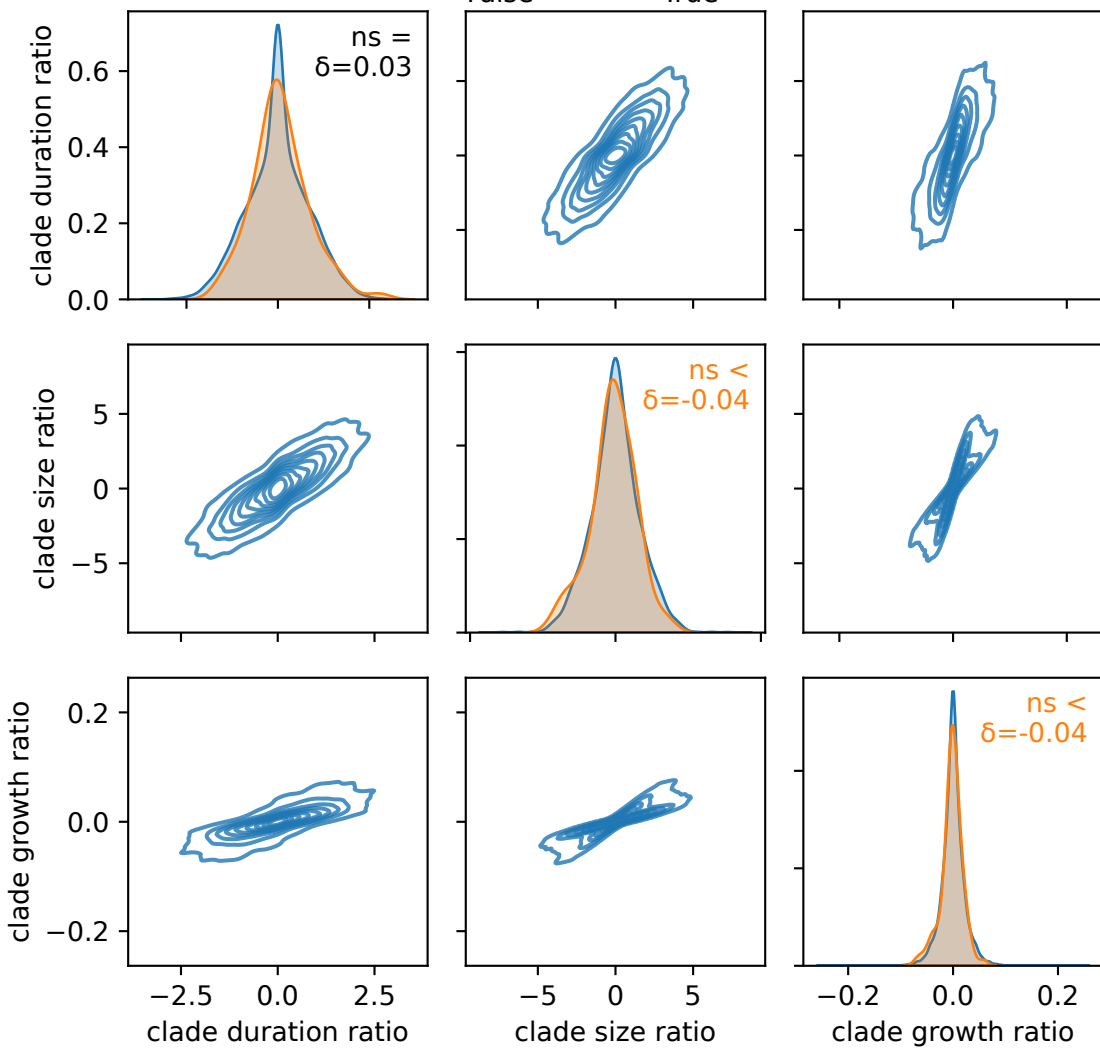 clade duration ratio
0.6
0.4
0.2
0.0
ns =
δ=0.03
clade size ratio
5
0
−5
ns <
δ=-0.04
clade growth ratio
0.2
0.0
−0.2
ns <
δ=-0.04
−2.5 0.0 2.5
−5 0 5
−0.2 0.0 0.2
clade duration ratio
clade size ratio
clade growth ratio